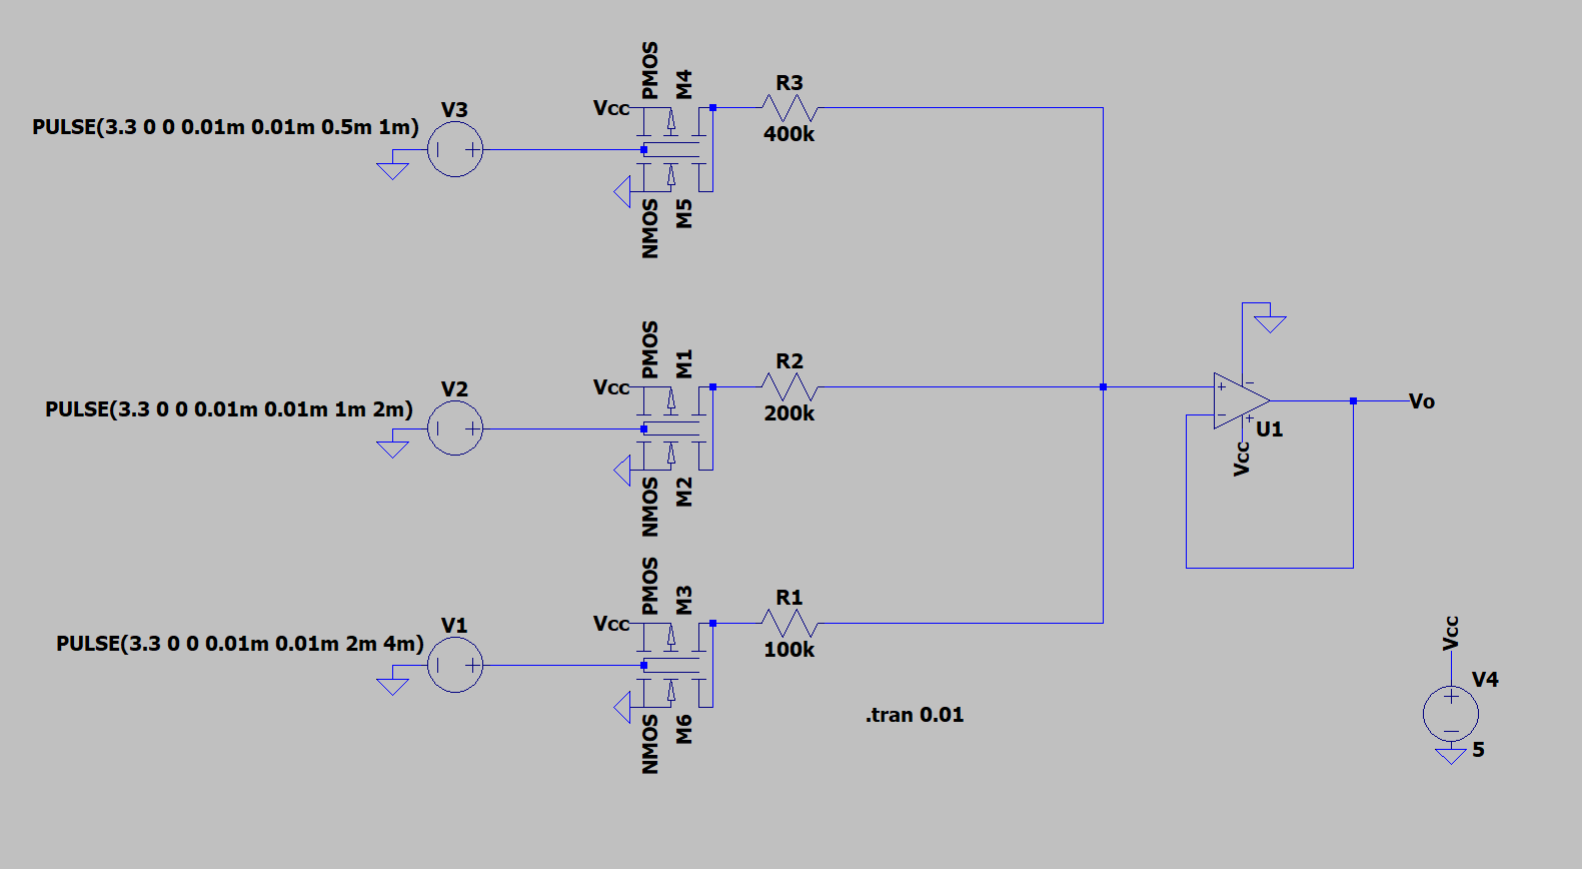 PMOS
M4
R3
Vcc
V3
PULSE(3.3 0 0 0.01m 0.01m 0.5m 1m)
400k
NMOS
M5
PMOS
M1
R2
Vcc
V2
PULSE(3.3 0 0 0.01m 0.01m 1m 2m)
200k
Vo
U1
Vcc
NMOS
M2
PMOS
M3
R1
Vcc
V1
PULSE(3.3 0 0 0.01m 0.01m 2m 4m)
100k
NMOS
M6
.tran 0.01
Vcc
V4
5